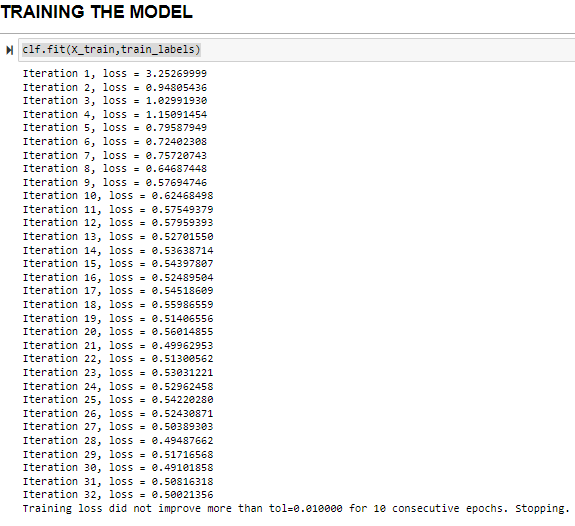 TRAINING THE MODEL
clf.fit(X_train,train_labels)
Iteration 1, loss = 3.25269999
Iteration 2, loss = 0.94805436
Iteration 3, loss = 1.02991930
Iteration 4, loss = 1.15091454
Iteration 5, loss = 0.79587949
Iteration 6, loss = 0.72402308
Iteration 7, loss = 0.75720743
Iteration 8, loss = 0.64687448
Iteration 9, loss = 0.57694746
Iteration 10, loss = 0.62468498
Iteration 11, loss = 0.57549379
Iteration 12, loss = 0.57959393
Iteration 13, loss = 0.52701550
Iteration 14, loss = 0.53638714
Iteration 15, loss = 0.54397807
Iteration 16, loss = 0.52489504
Iteration 17, loss = 0.54518609
Iteration 18, loss = 0.55986559
Iteration 19, loss = 0.51406556
Iteration 20, loss = 0.56014855
Iteration 21, loss = 0.49962953
Iteration 22, loss = 0.51300562
Iteration 23, loss = 0.53031221
Iteration 24, loss = 0.52962458
Iteration 25, loss = 0.54220280
Iteration 26, loss = 0.52430871
Iteration 27, loss = 0.50389303
Iteration 28, loss = 0.49487662
Iteration 29, loss = 0.51716568
Iteration 30, loss = 0.49101858
Iteration 31, loss = 0.50816318
Iteration 32, loss = 0.50021356
Training loss did not improve more than tol=0.010000 for 10 consecutive epochs. Stopping.